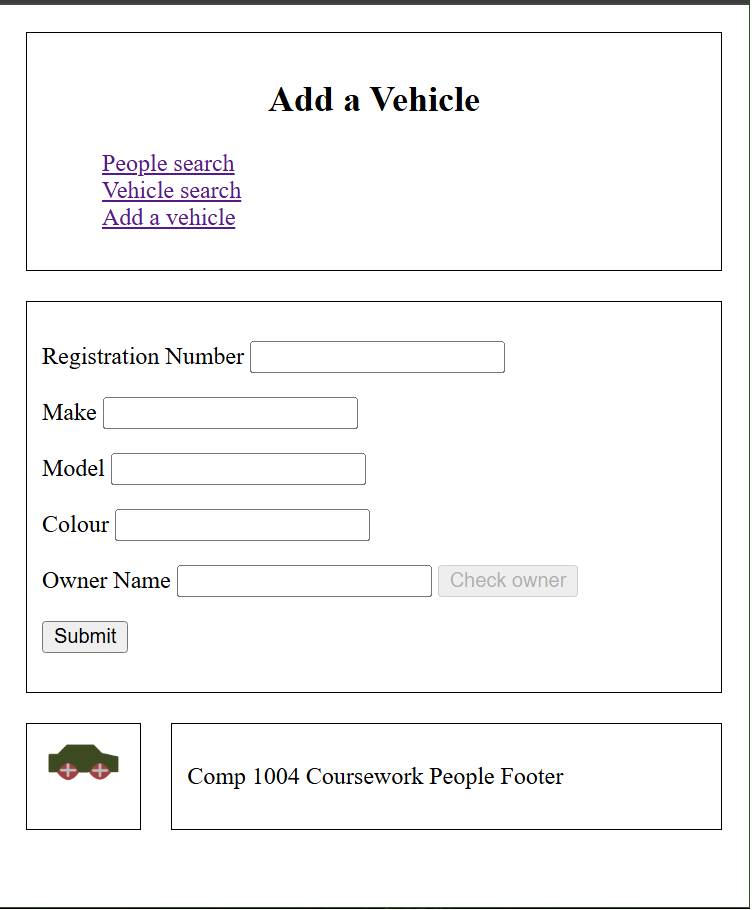 Add a Vehicle
People search
Vehicle search
Add a vehicle
Registration Number
Make
Model
Colour
Owner Name Check owner
Submit
Comp 1004 Coursework People Footer